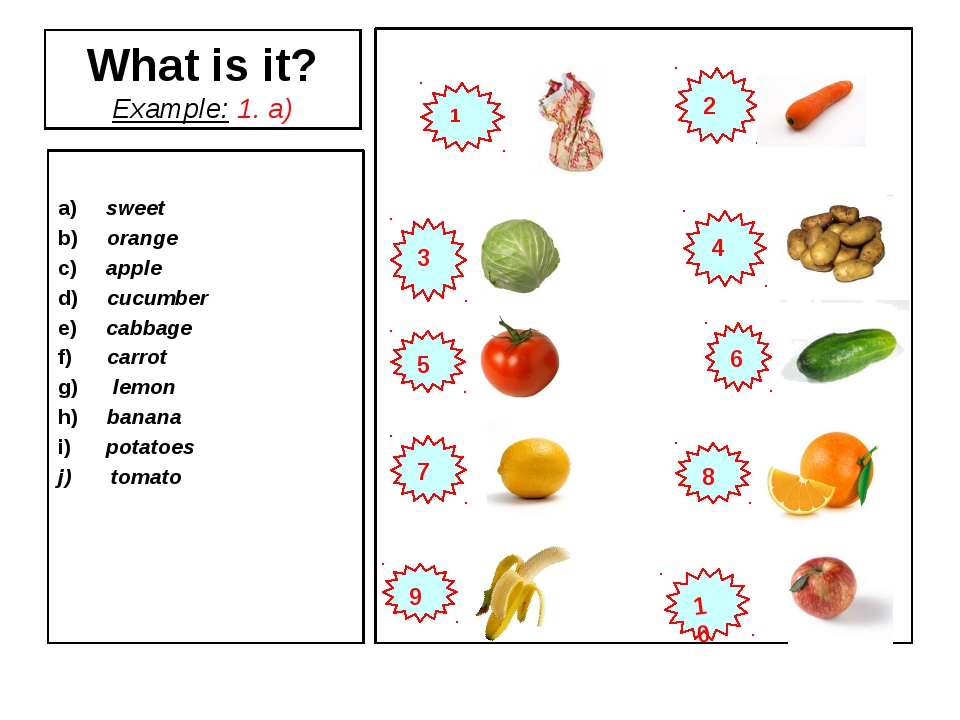 What is it?
Example: 1. a)
a) sweet
b) orange
c) apple
d) cucumber
e) cabbage
f) carrot
g) lemon
h) banana
i) potatoes
j) tomato
1
2
3
4
5
6
7
8
9
10